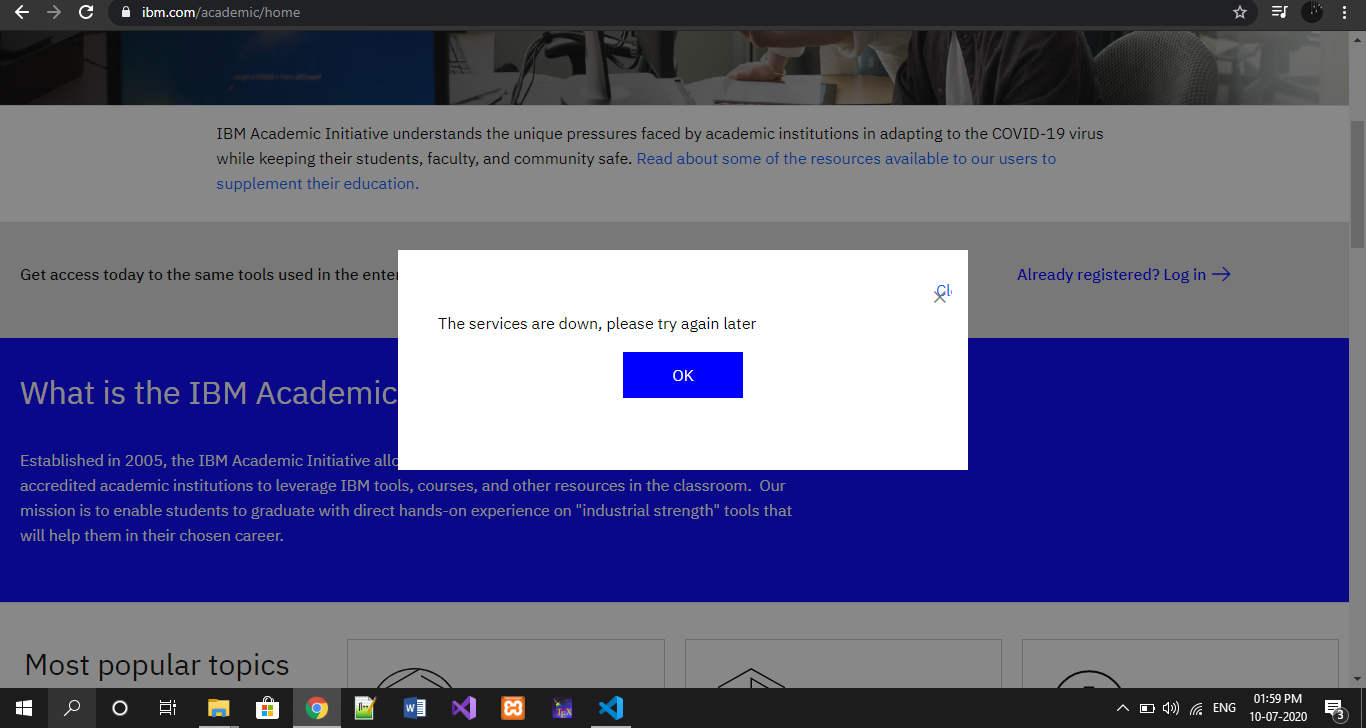 ibm.com/academic/home
IBM Academic Initiative understands the unique pressures faced by academic institutions in adapting to the COVID-19 virus
while keeping their students, faculty, and community safe. Read about some of the resources available to our users to
supplement their education.
Get access today to the same tools used in the
Already registered? Log in
The services are down, please try again later
OK
What is the IBM Academic
Established in 2005, the IBM Academic Initiative
accredited academic institutions to leverage IBM tools, courses, and other resources in the classroom. Our
mission is to enable students to graduate with direct hands-on experience on "industrial strength" tools that
will help them in their chosen career.
Most popular topics
ENG
01:59 PM
10-07-2020
3